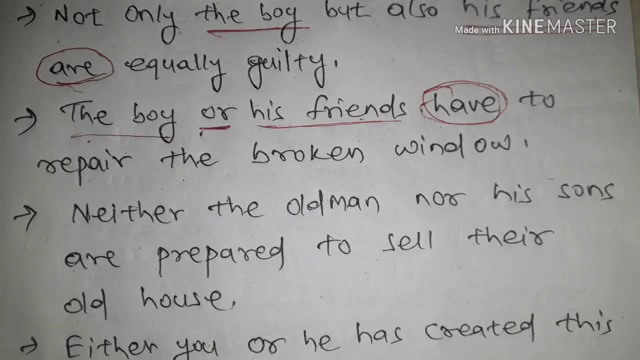 → Not only the boy but also his friends
Made with KINEMASTER
are equally guilty.
→ The boy or his friends have to
repair the broken window.
→ Neither the oldman nor his sons
are prepared to sell their
old house.
→ Either you or he has created this